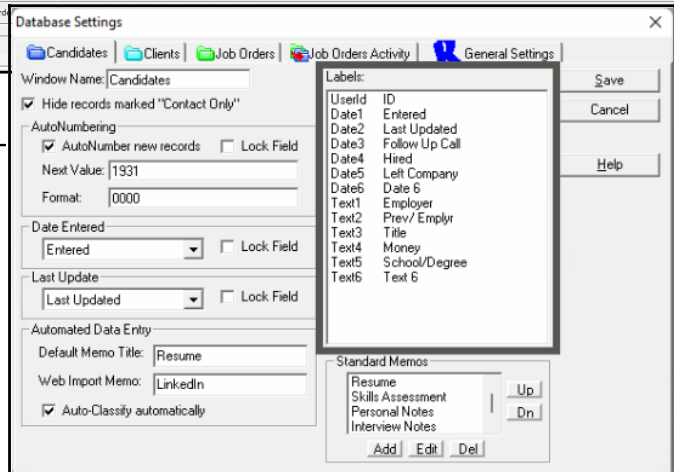 Database Settings
Candidates Clients Job Orders Job Orders Activity General Settings
Window Name: Candidates
Hide records marked "Contact Only"
AutoNumbering
AutoNumber new records Lock Field
Next Value: 1931
Format: 0000
Date Entered
Entered Lock Field
Last Update
Last Updated Lock Field
Automated Data Entry
Default Memo Title: Resume
Web Import Memo: LinkedIn
Auto-Classify automatically
Labels:
UserId ID
Date1 Entered
Date2 Last Updated
Date3 Follow Up Call
Date4 Hired
Date5 Left Company
Date6 Date 6
Text1 Employer
Text2 Prev/ Emplyr
Text3 Title
Text4 Money
Text5 School/Degree
Text6 Text 6
Standard Memos
Resume
Skills Assessment
Personal Notes
Interview Notes
Up
Dn
Add Edit Del
Save
Cancel
Help